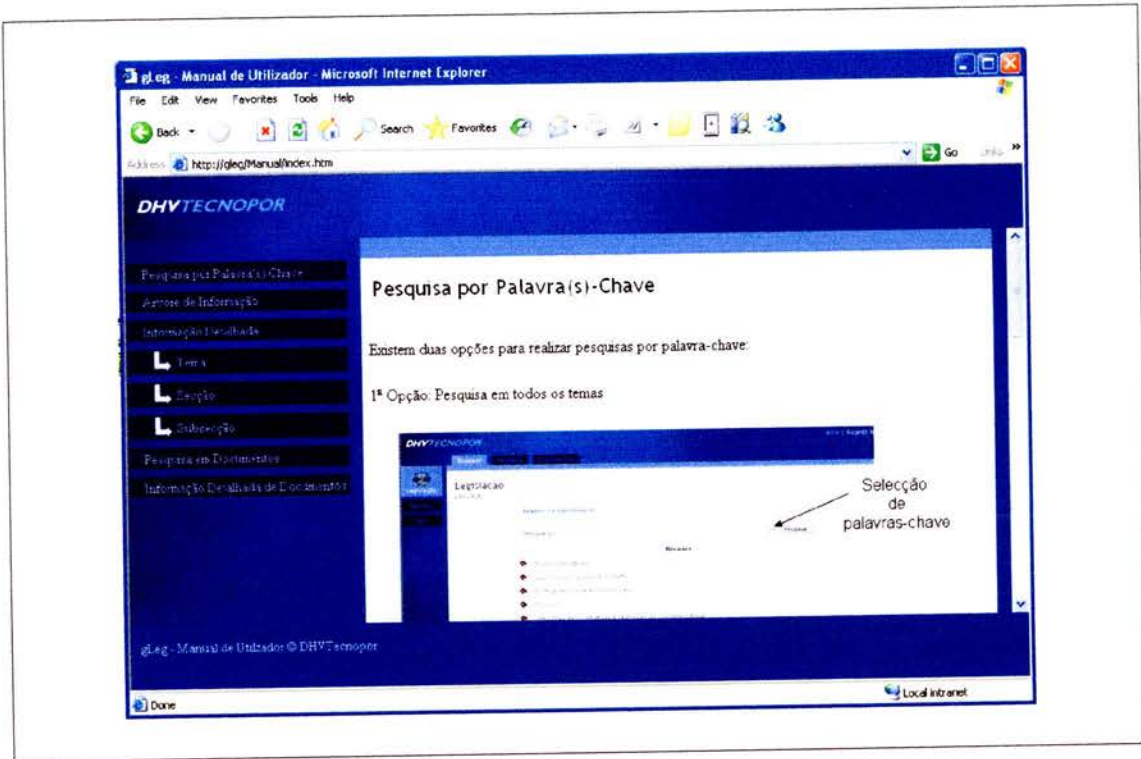 gLeg - Manual de Utilizador - Microsoft Internet Explorer
File Edit View Favorites Tools Help
Back Search Favorites
Address http://gleg/Manual/index.htm Go Links
DHVTECNOPOR
Pesquisa por Palavra(s)-Chave
Árvore de Informação
Informação Detalhada
Tema
Secção
Subsecção
Pesquisa em Documentos
Informação Detalhada de Documentos
Pesquisa por Palavra(s)-Chave
Existem duas opções para realizar pesquisas por palavra-chave:
1ª Opção: Pesquisa em todos os temas
DHVTECNOPOR
Legislacao
Selecção
de
palavras-chave
gLeg - Manual de Utilizador © DHVTecnopor
Done
Local intranet